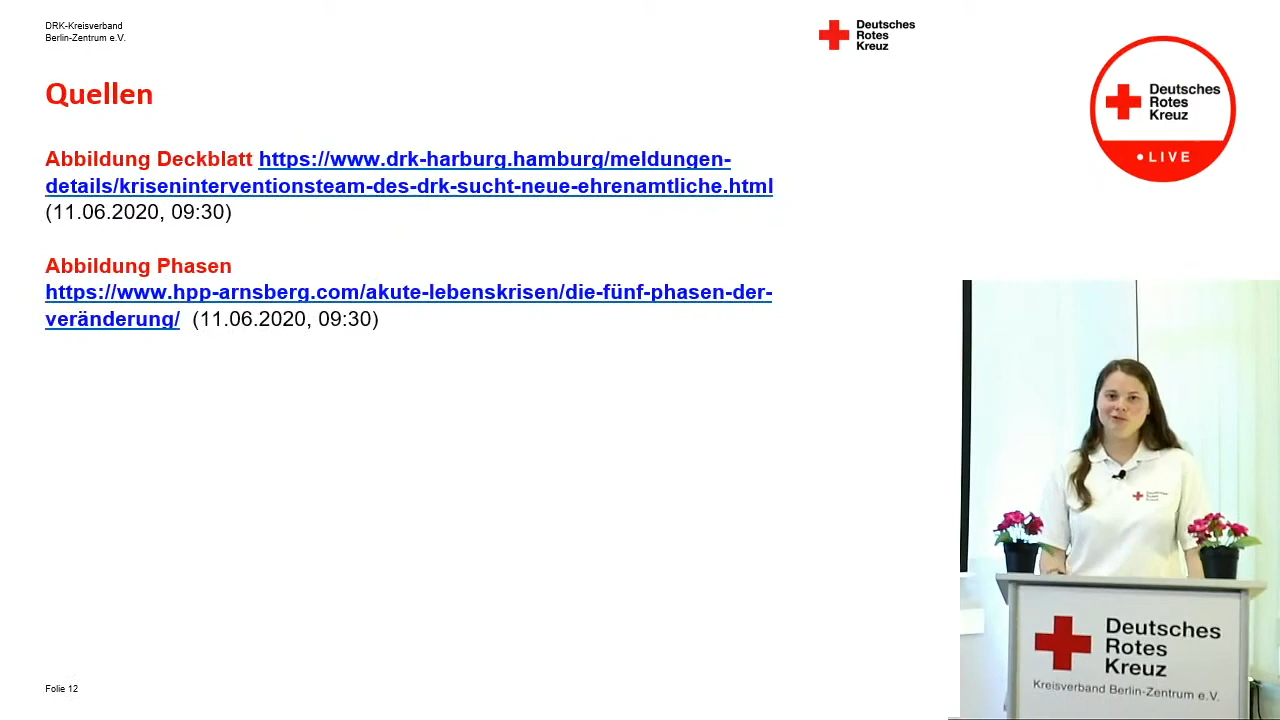 DRK-Kreisverband
Berlin-Zentrum e.V.
Deutsches
Rotes
Kreuz
Deutsches
Rotes
Kreuz
LIVE
Quellen
Abbildung Deckblatt https://www.drk-harburg.hamburg/meldungen-
details/kriseninterventionsteam-des-drk-sucht-neue-ehrenamtliche.html
(11.06.2020, 09:30)
Abbildung Phasen
https://www.hpp-arnsberg.com/akute-lebenskrisen/die-fünf-phasen-der-
veränderung/ (11.06.2020, 09:30)
Deutsches
Rotes
Kreuz
Kreisverband Berlin-Zentrum e.V.
Folie 12